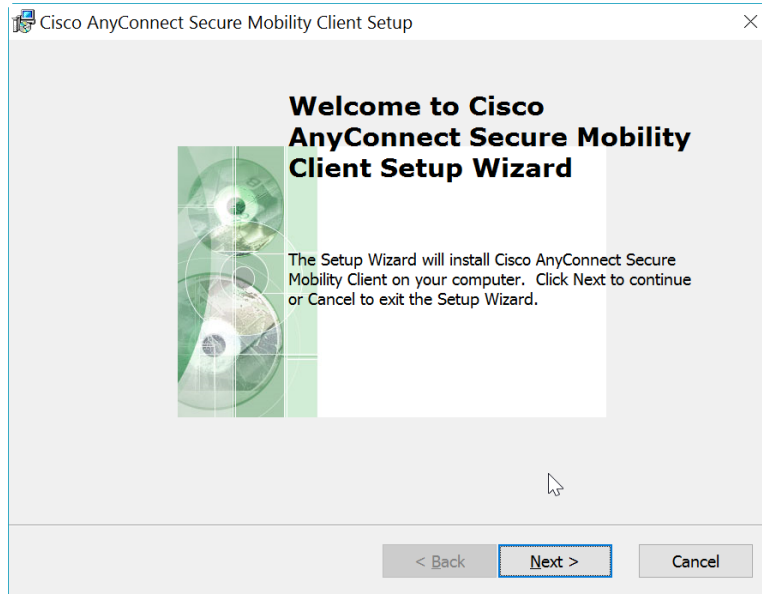 Cisco AnyConnect Secure Mobility Client Setup
Welcome to Cisco
AnyConnect Secure Mobility
Client Setup Wizard
The Setup Wizard will install Cisco AnyConnect Secure
Mobility Client on your computer.  Click Next to continue
or Cancel to exit the Setup Wizard.
< Back
Next >
Cancel